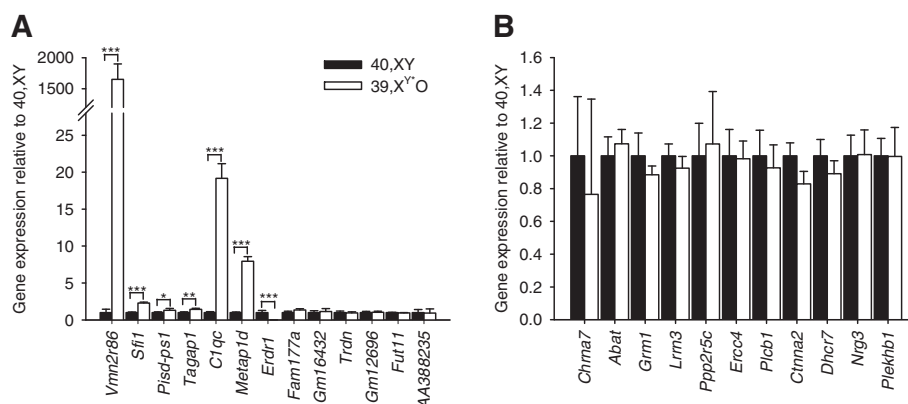 A
B
Gene expression relative to 40,XY
2000
1500
25
20
15
10
5
0
***
***
*
**
***
***
***
40,XY
39,X^Y*O
Vmn2r86
Sfi1
Pisd-ps1
Tagap1
C1qc
Metap1d
Erdr1
Fam177a
Gm16432
Trdn
Gm12696
Fut11
AA388235
Gene expression relative to 40,XY
1.6
1.4
1.2
1.0
0.8
0.6
0.4
0.2
0.0
Chrna7
Abat
Grm1
Lrrn3
Ppp2r5c
Ercc4
Plcb1
Ctnna2
Dhcr7
Nrg3
Plekhb1